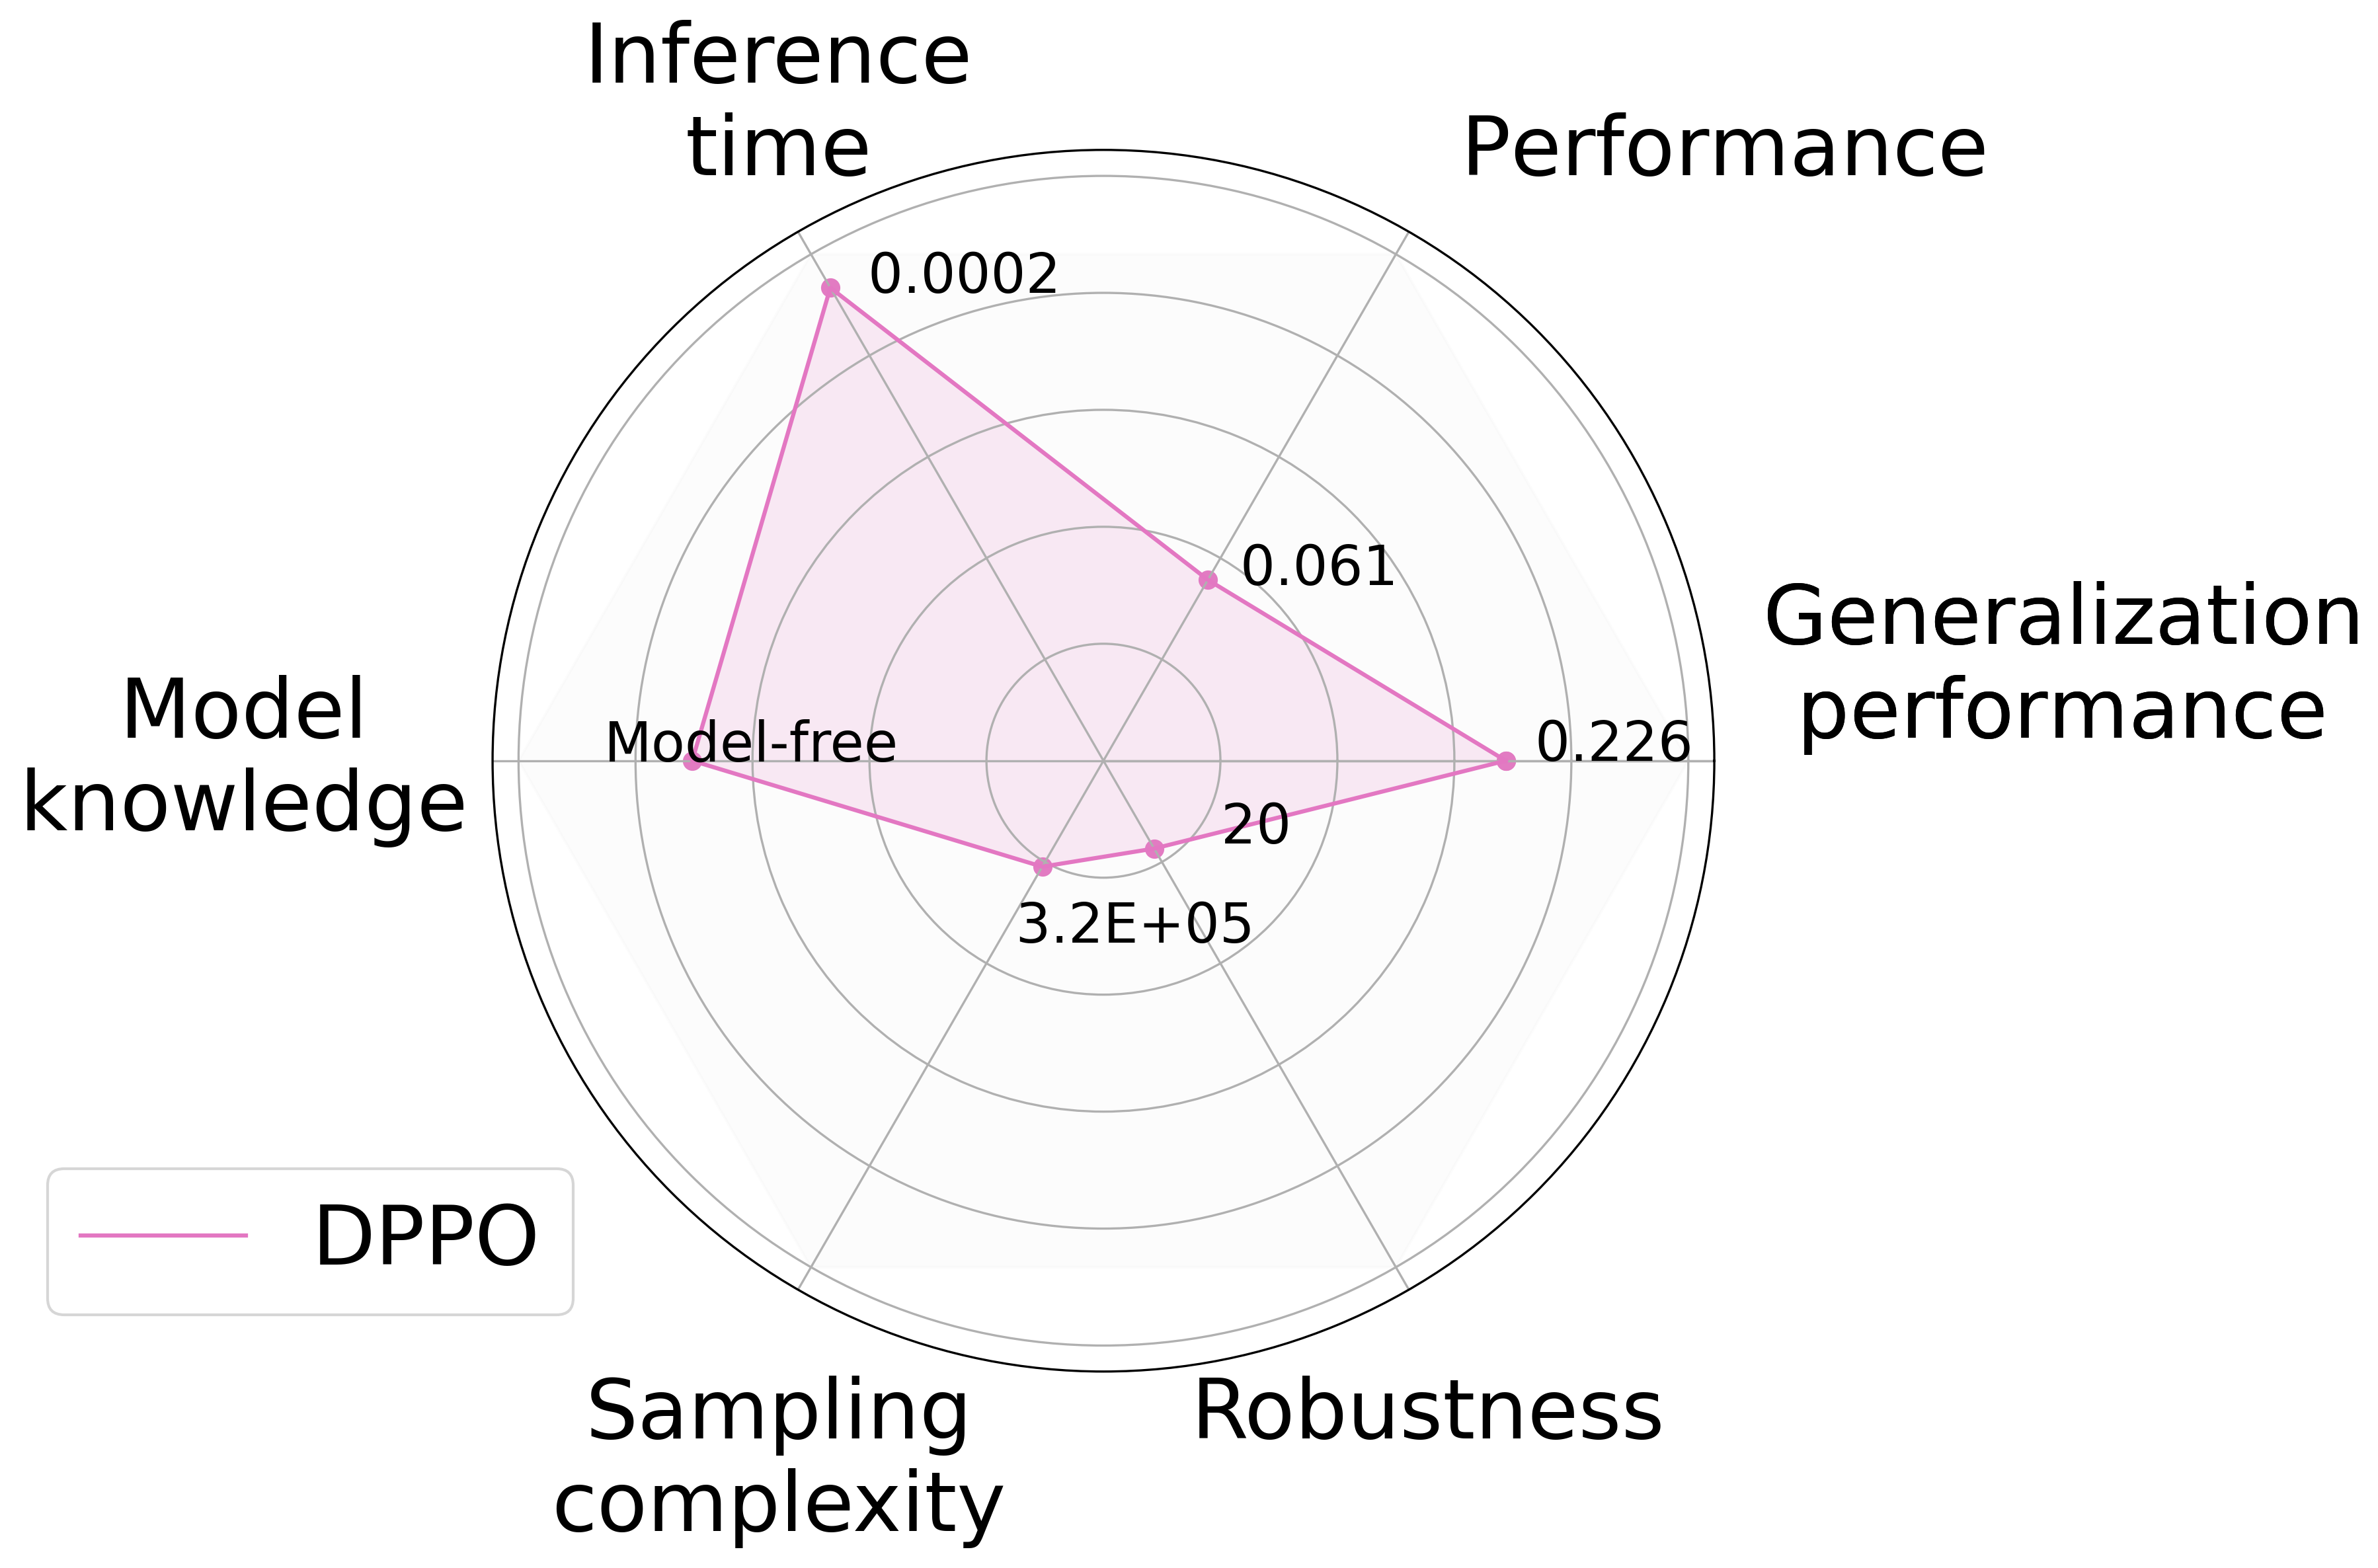 Inference
time
Performance
0.0002
0.061
Generalization
performance
Model
knowledge
Model-free
0.226
20
3.2E+05
DPPO
Sampling
complexity
Robustness